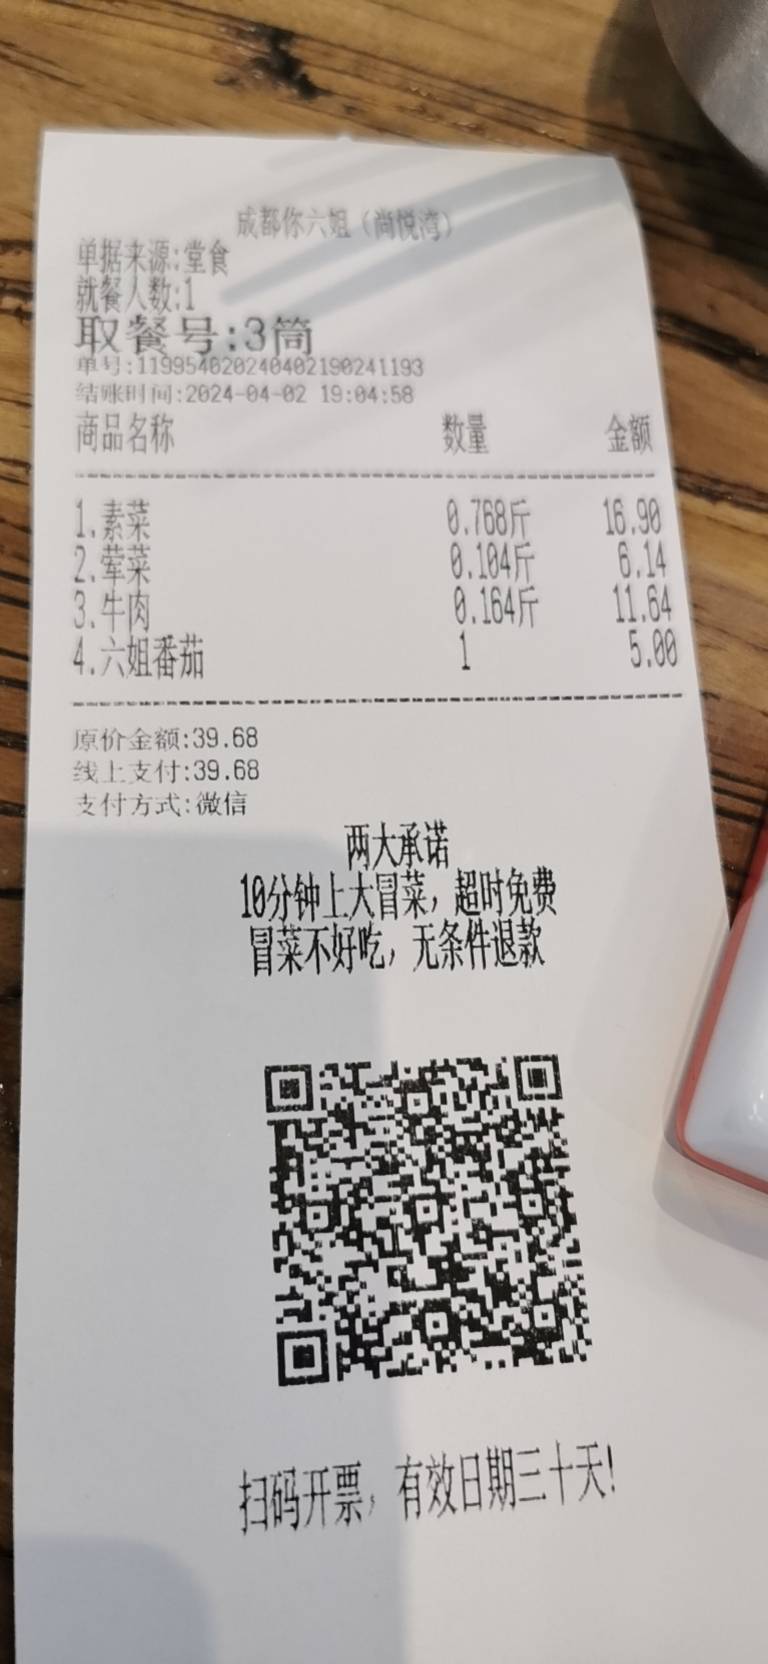 成都你六姐（尚悦湾）
单据来源:堂食
就餐人数:1
取餐号:3筒
单号:119954020240402190241193
结账时间:2024-04-02 19:04:58
商品名称 数量 金额
1.素菜 0.768斤 16.90
2.荤菜 0.104斤 6.14
3.牛肉 0.164斤 11.64
4.六姐番茄 1 5.00
原价金额:39.68
线上支付:39.68
支付方式:微信
两大承诺
10分钟上大冒菜，超时免费
冒菜不好吃，无条件退款
扫码开票，有效日期三十天!